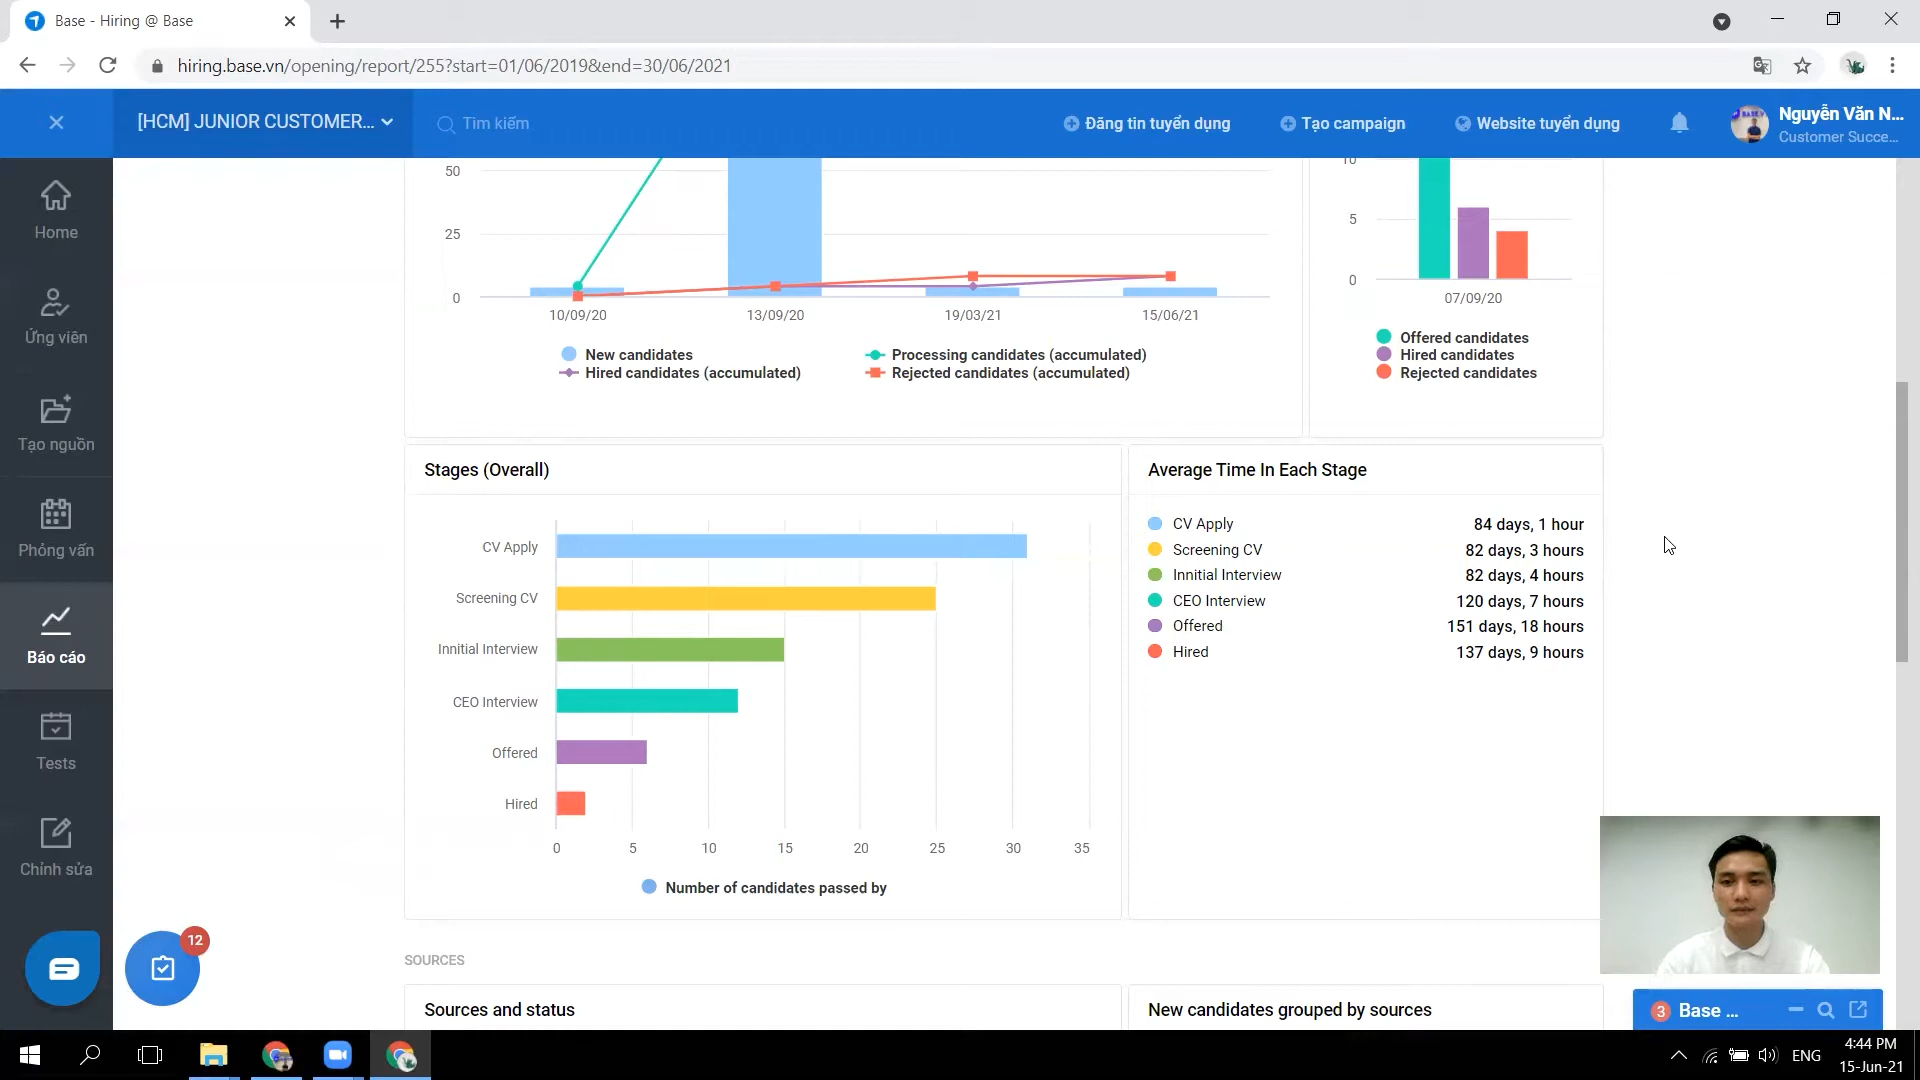 Base - Hiring @ Base
hiring.base.vn/opening/report/255?start=01/06/2019&end=30/06/2021
[HCM] JUNIOR CUSTOMER...
Tìm kiếm
Đăng tin tuyển dụng
Tạo campaign
Website tuyển dụng
Nguyễn Văn N...
Customer Succe...
Home
Ứng viên
Tạo nguồn
Phỏng vấn
Báo cáo
Tests
Chỉnh sửa
12
50
25
0
10/09/20
13/09/20
19/03/21
15/06/21
New candidates
Processing candidates (accumulated)
Hired candidates (accumulated)
Rejected candidates (accumulated)
10
5
0
07/09/20
Offered candidates
Hired candidates
Rejected candidates
Stages (Overall)
CV Apply
Screening CV
Innitial Interview
CEO Interview
Offered
Hired
0 5 10 15 20 25 30 35
Number of candidates passed by
Average Time In Each Stage
CV Apply 84 days, 1 hour
Screening CV 82 days, 3 hours
Innitial Interview 82 days, 4 hours
CEO Interview 120 days, 7 hours
Offered 151 days, 18 hours
Hired 137 days, 9 hours
SOURCES
Sources and status
New candidates grouped by sources
3 Base ...
ENG
4:44 PM
15-Jun-21